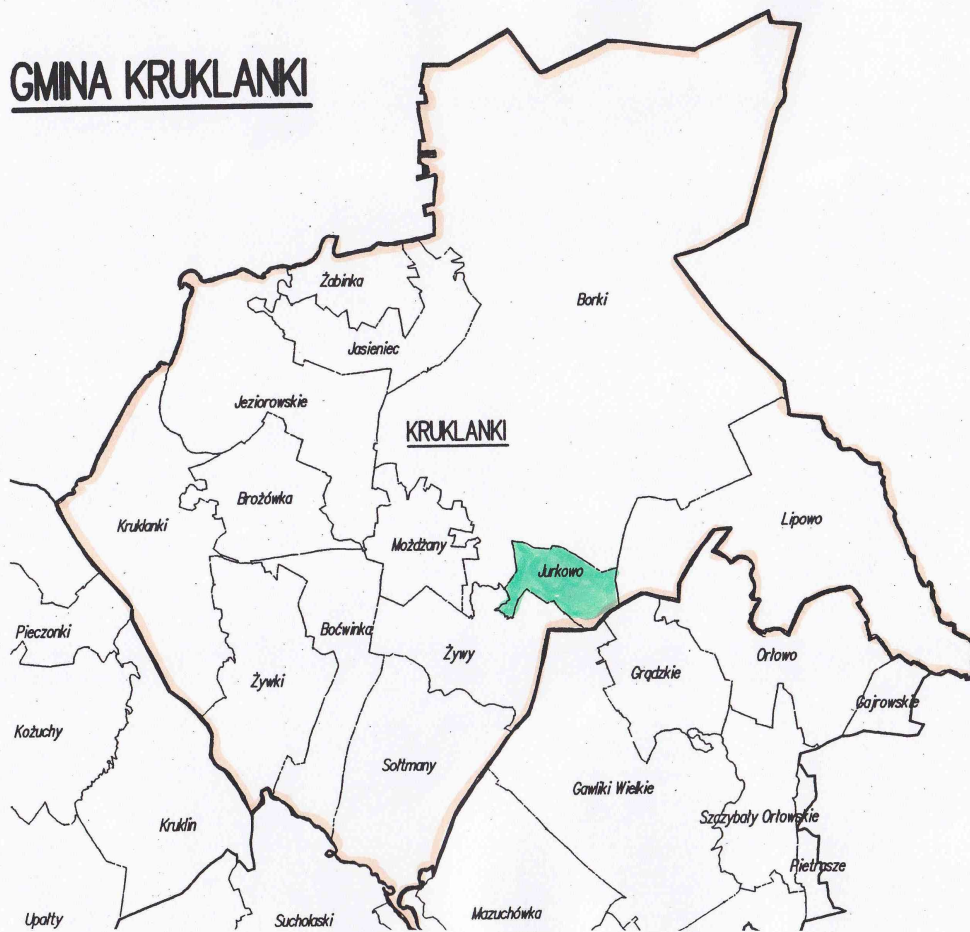 GMINA KRUKLANKI
Żabinka
Borki
Jasieniec
Jeziorowskie
KRUKLANKI
Brożówka
Kruklanki
Możdżany
Lipowo
Jurkowo
Pieczonki
Boćwinka
Żywy
Orłowo
Grądzkie
Żywki
Gajrowskie
Kożuchy
Sołtmany
Gawliki Wielkie
Szczybały Orłowskie
Kruklin
Pietrasze
Upałty
Sucholaski
Mazuchówka